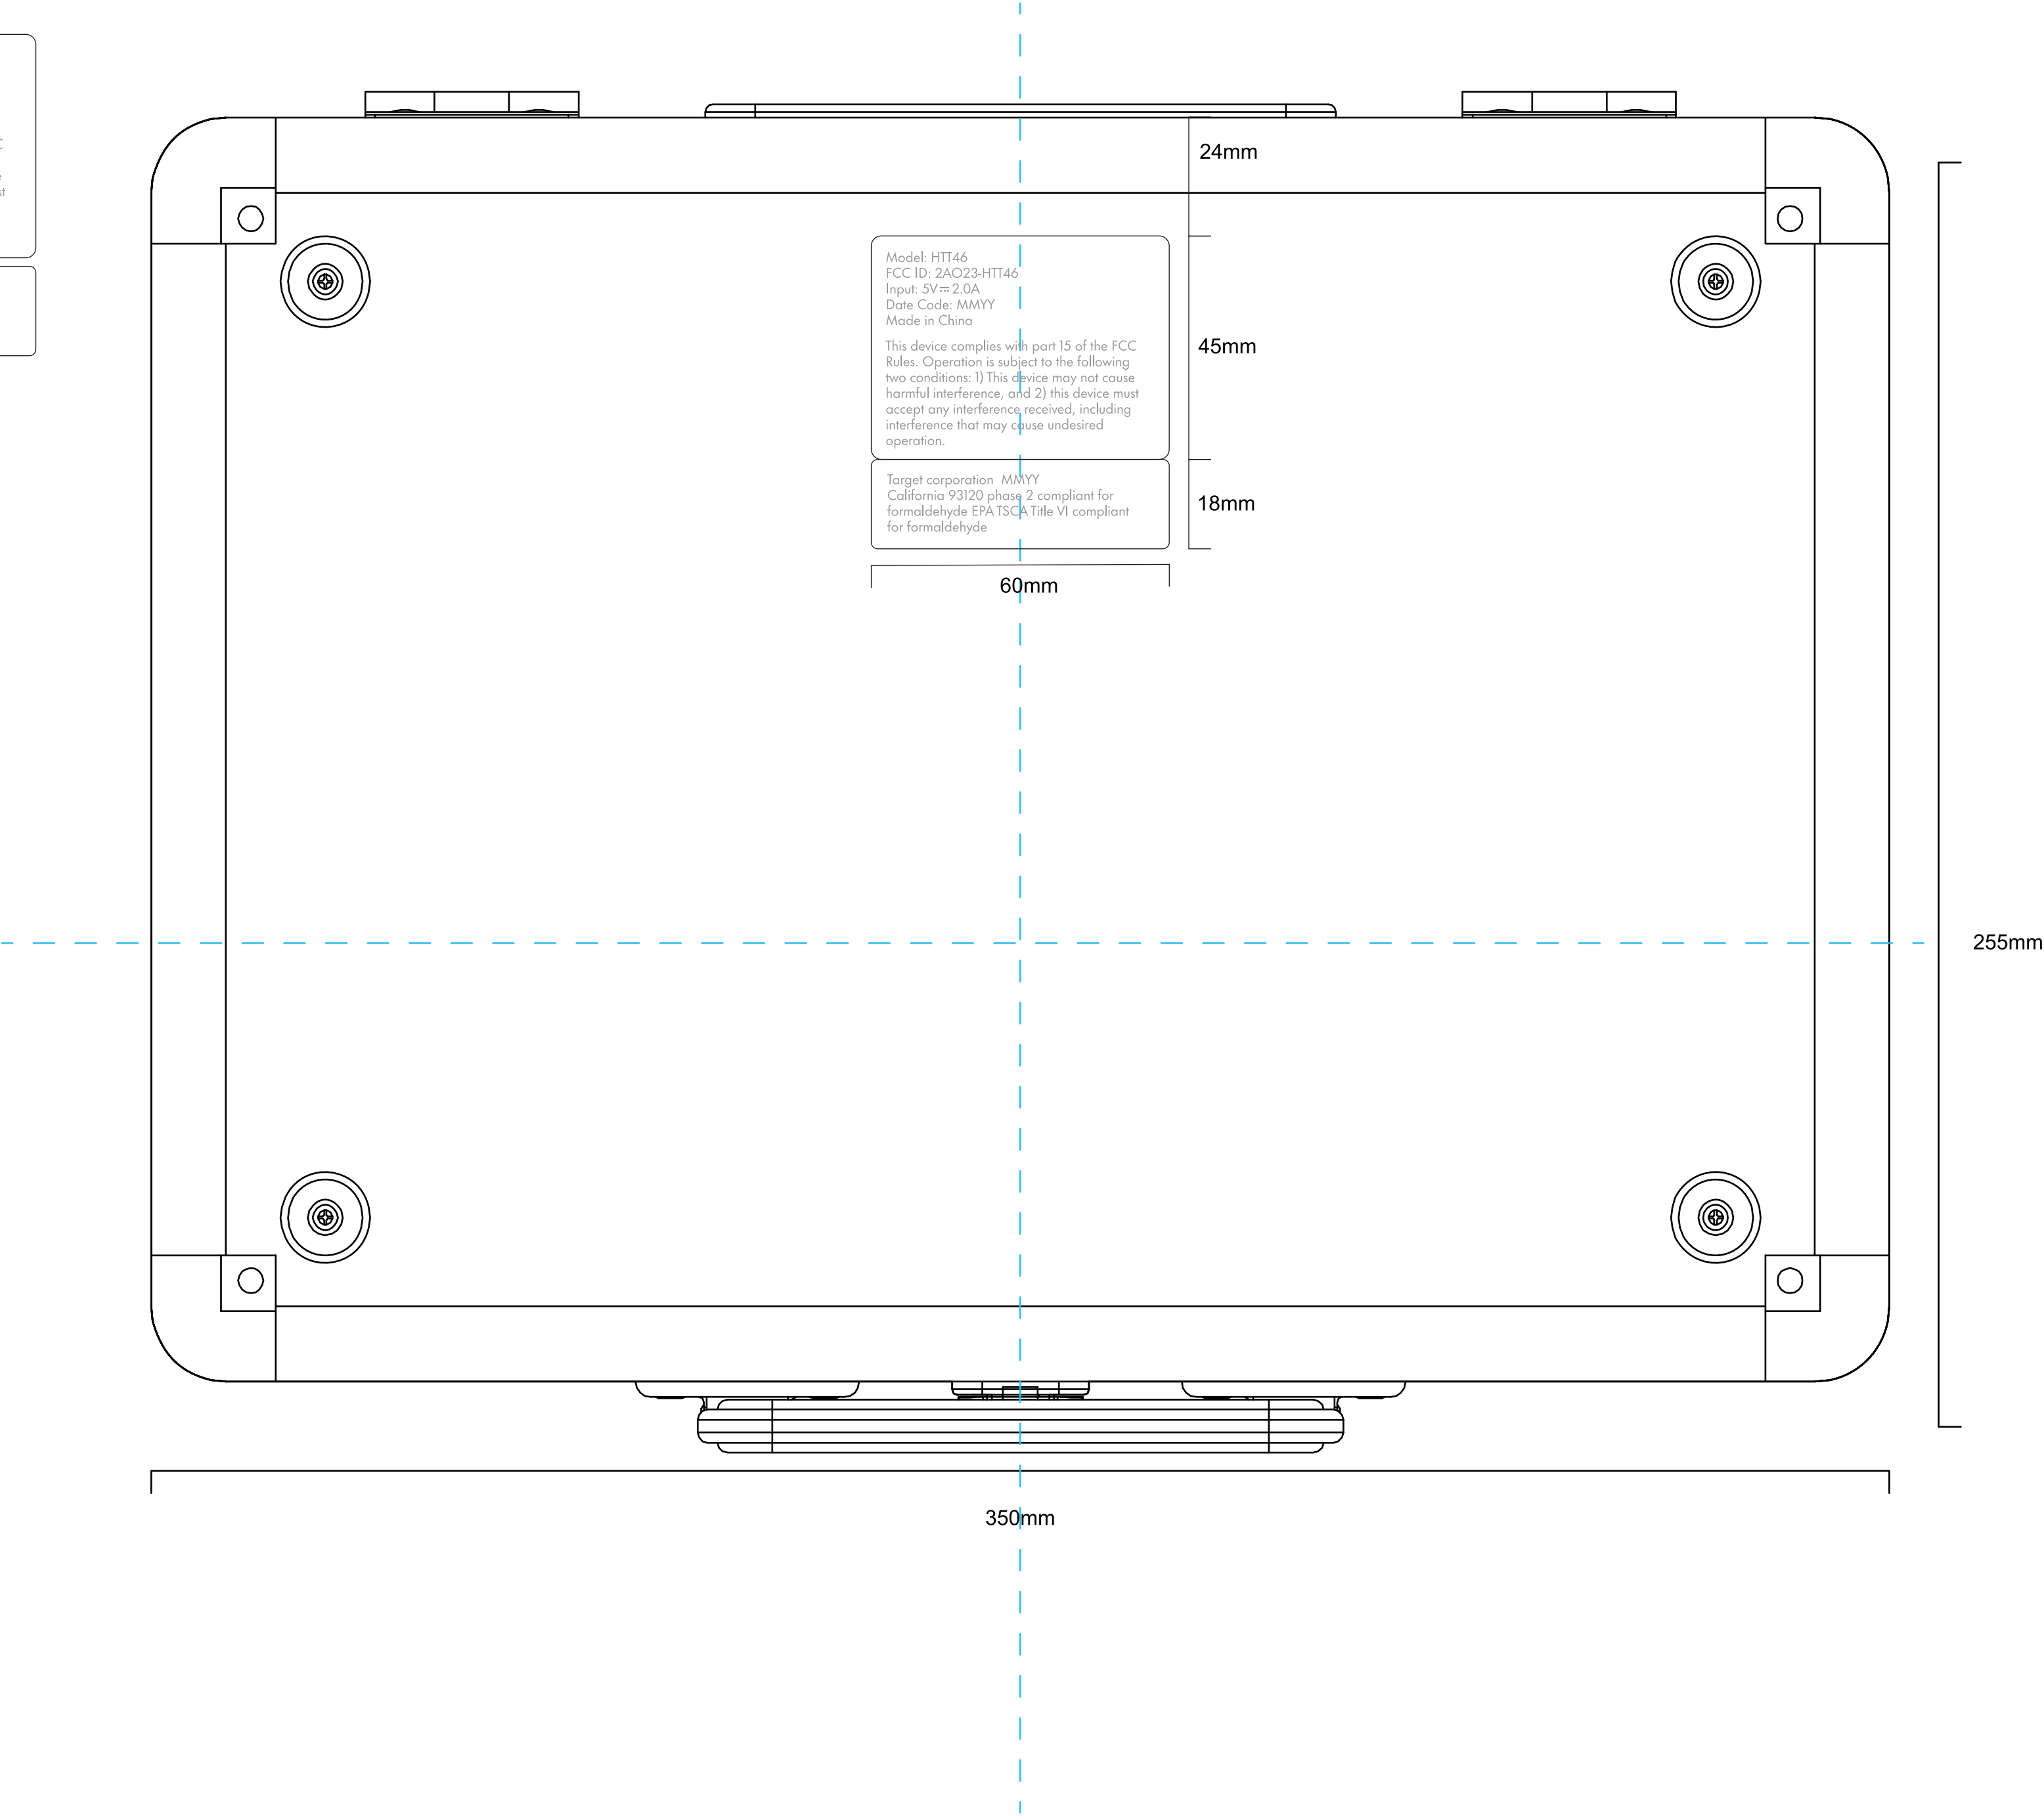 24mm
Model: HTT46
FCC ID: 2AO23-HTT46
Input: 5V⎓2.0A
Date Code: MMYY
Made in China
This device complies with part 15 of the FCC
Rules. Operation is subject to the following
two conditions: 1) This device may not cause
harmful interference, and 2) this device must
accept any interference received, including
interference that may cause undesired
operation.
45mm
Target corporation MMYY
California 93120 phase 2 compliant for
formaldehyde EPA TSCA Title VI compliant
for formaldehyde
18mm
60mm
255mm
350mm